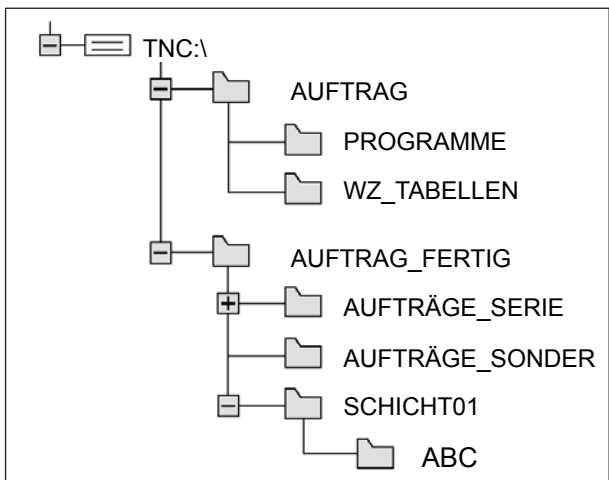 TNC:\
AUFTRAG
PROGRAMME
WZ_TABELLEN
AUFTRAG_FERTIG
AUFTRÄGE_SERIE
AUFTRÄGE_SONDER
SCHICHT01
ABC